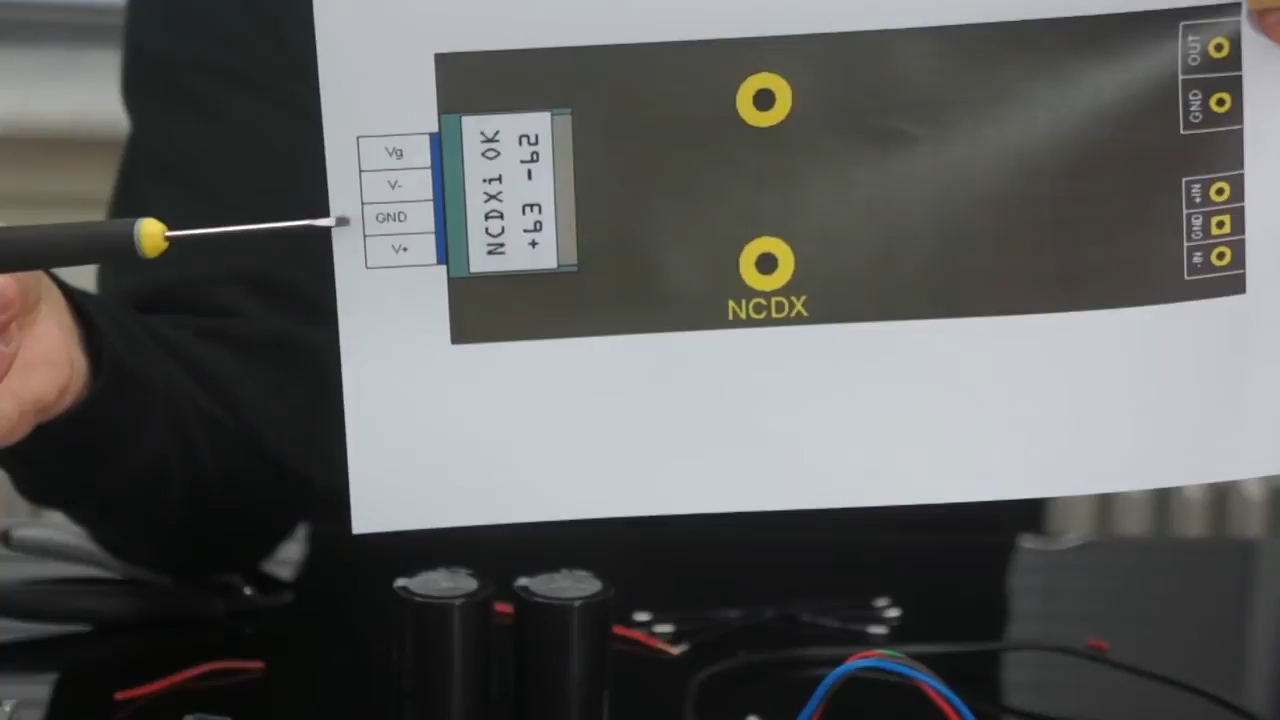 Vg
V-
GND
V+
NCDXi OK
+63 -62
NCDX
OUT
GND
+IN
GND
-IN